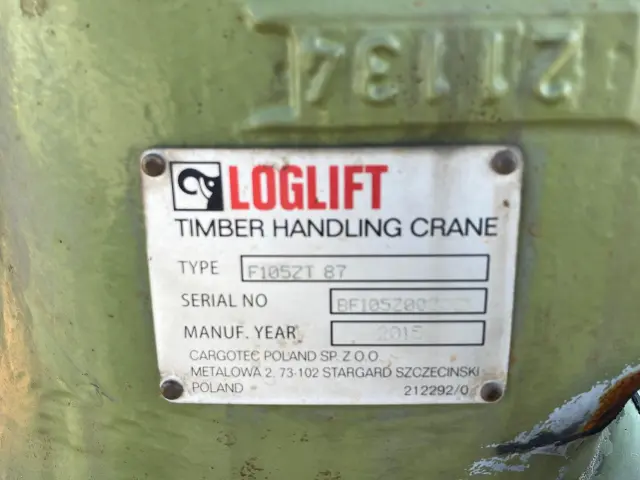 21134
LOGLIFT
TIMBER HANDLING CRANE
TYPE F105ZT 87
SERIAL NO
MANUF. YEAR 2015
CARGOTEC POLAND SP. Z O.O.
METALOWA 2, 73-102 STARGARD SZCZECINSKI
POLAND 212292/0